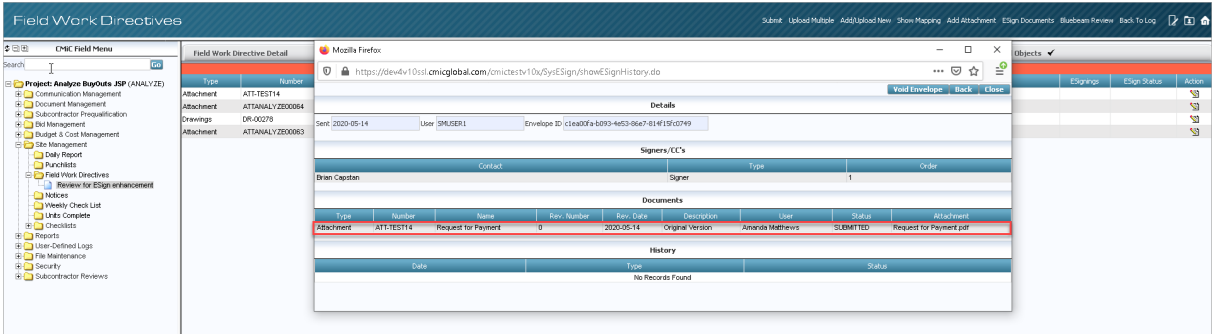 Field Work Directives
Submit Upload Multiple Add/Upload New Show Mapping Add Attachment ESign Documents Bluebeam Review Back To Log
CMiC Field Menu
Search Go
Project: Analyze BuyOuts JSP (ANALYZE)
Communication Management
Document Management
Subcontractor Prequalification
Bid Management
Budget & Cost Management
Site Management
Daily Report
Punchlists
Field Work Directives
Review for ESign enhancement
Notices
Weekly Check List
Units Complete
Checklists
Reports
User-Defined Logs
File Maintenance
Security
Subcontractor Reviews
Field Work Directive Detail
Objects ✔
Type Number
Attachment ATT-TEST14
Attachment ATTANALYZE00064
Drawings DR-00278
Attachment ATTANALYZE00063
ESignings ESign Status Action
Mozilla Firefox
https://dev4v10ssl.cmicglobal.com/cmictestv10x/SysESign/showESignHistory.do
Void Envelope Back Close
Details
Sent 2020-05-14 User SMUSER1 Envelope ID c1ea00fa-b093-4e53-86e7-814f15fc0749
Signers/CC's
Contact Type Order
Brian Capstan Signer 1
Documents
Type Number Name Rev. Number Rev. Date Description User Status Attachment
Attachment ATT-TEST14 Request for Payment 0 2020-05-14 Original Version Amanda Matthews SUBMITTED Request for Payment.pdf
History
Date Type Status
No Records Found